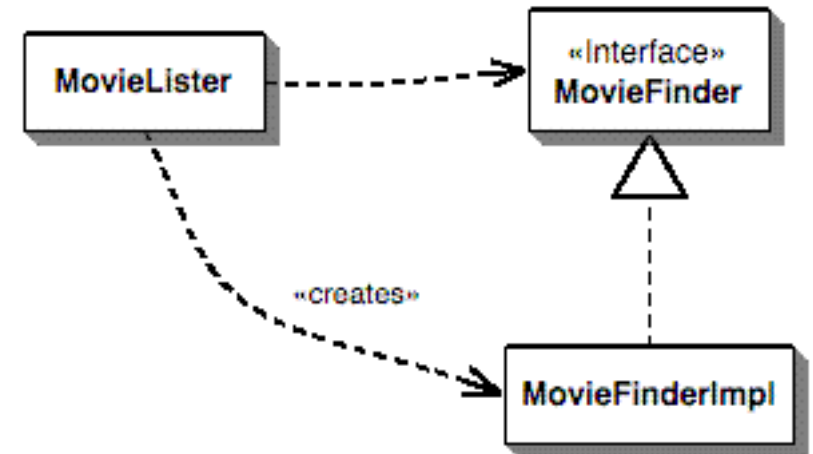 MovieLister
«Interface»
MovieFinder
«creates»
MovieFinderImpl